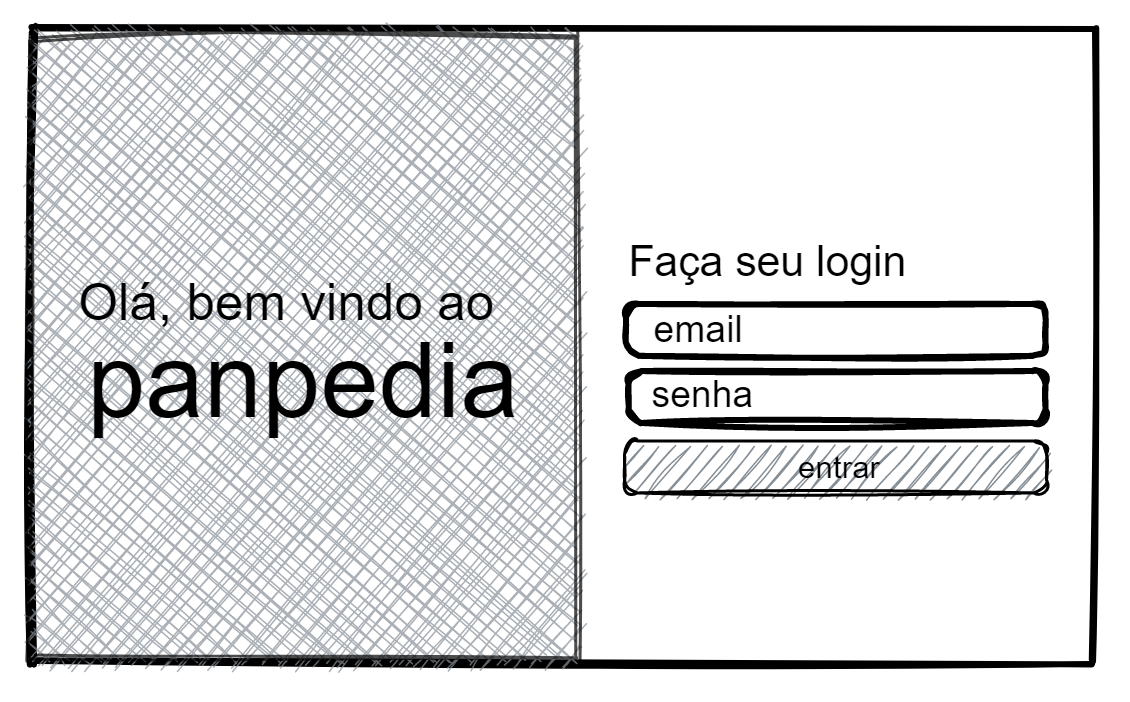 Olá, bem vindo ao
panpedia
Faça seu login
email
senha
entrar